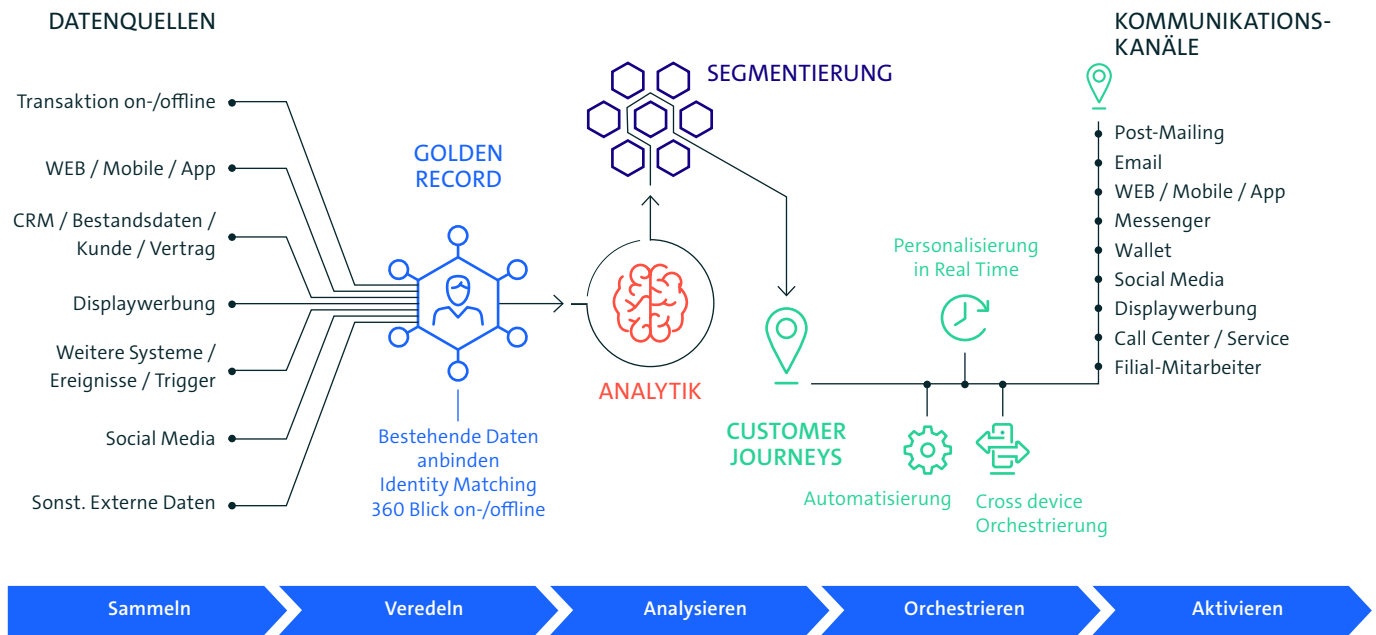 DATENQUELLEN
Transaktion on-/offline
WEB / Mobile / App
CRM / Bestandsdaten /
Kunde / Vertrag
Displaywerbung
Weitere Systeme /
Ereignisse / Trigger
Social Media
Sonst. Externe Daten
GOLDEN
RECORD
Bestehende Daten
anbinden
Identity Matching
360 Blick on-/offline
ANALYTIK
SEGMENTIERUNG
CUSTOMER
JOURNEYS
Personalisierung
in Real Time
Automatisierung
Cross device
Orchestrierung
KOMMUNIKATIONS-
KANÄLE
Post-Mailing
Email
WEB / Mobile / App
Messenger
Wallet
Social Media
Displaywerbung
Call Center / Service
Filial-Mitarbeiter
Sammeln
Veredeln
Analysieren
Orchestrieren
Aktivieren